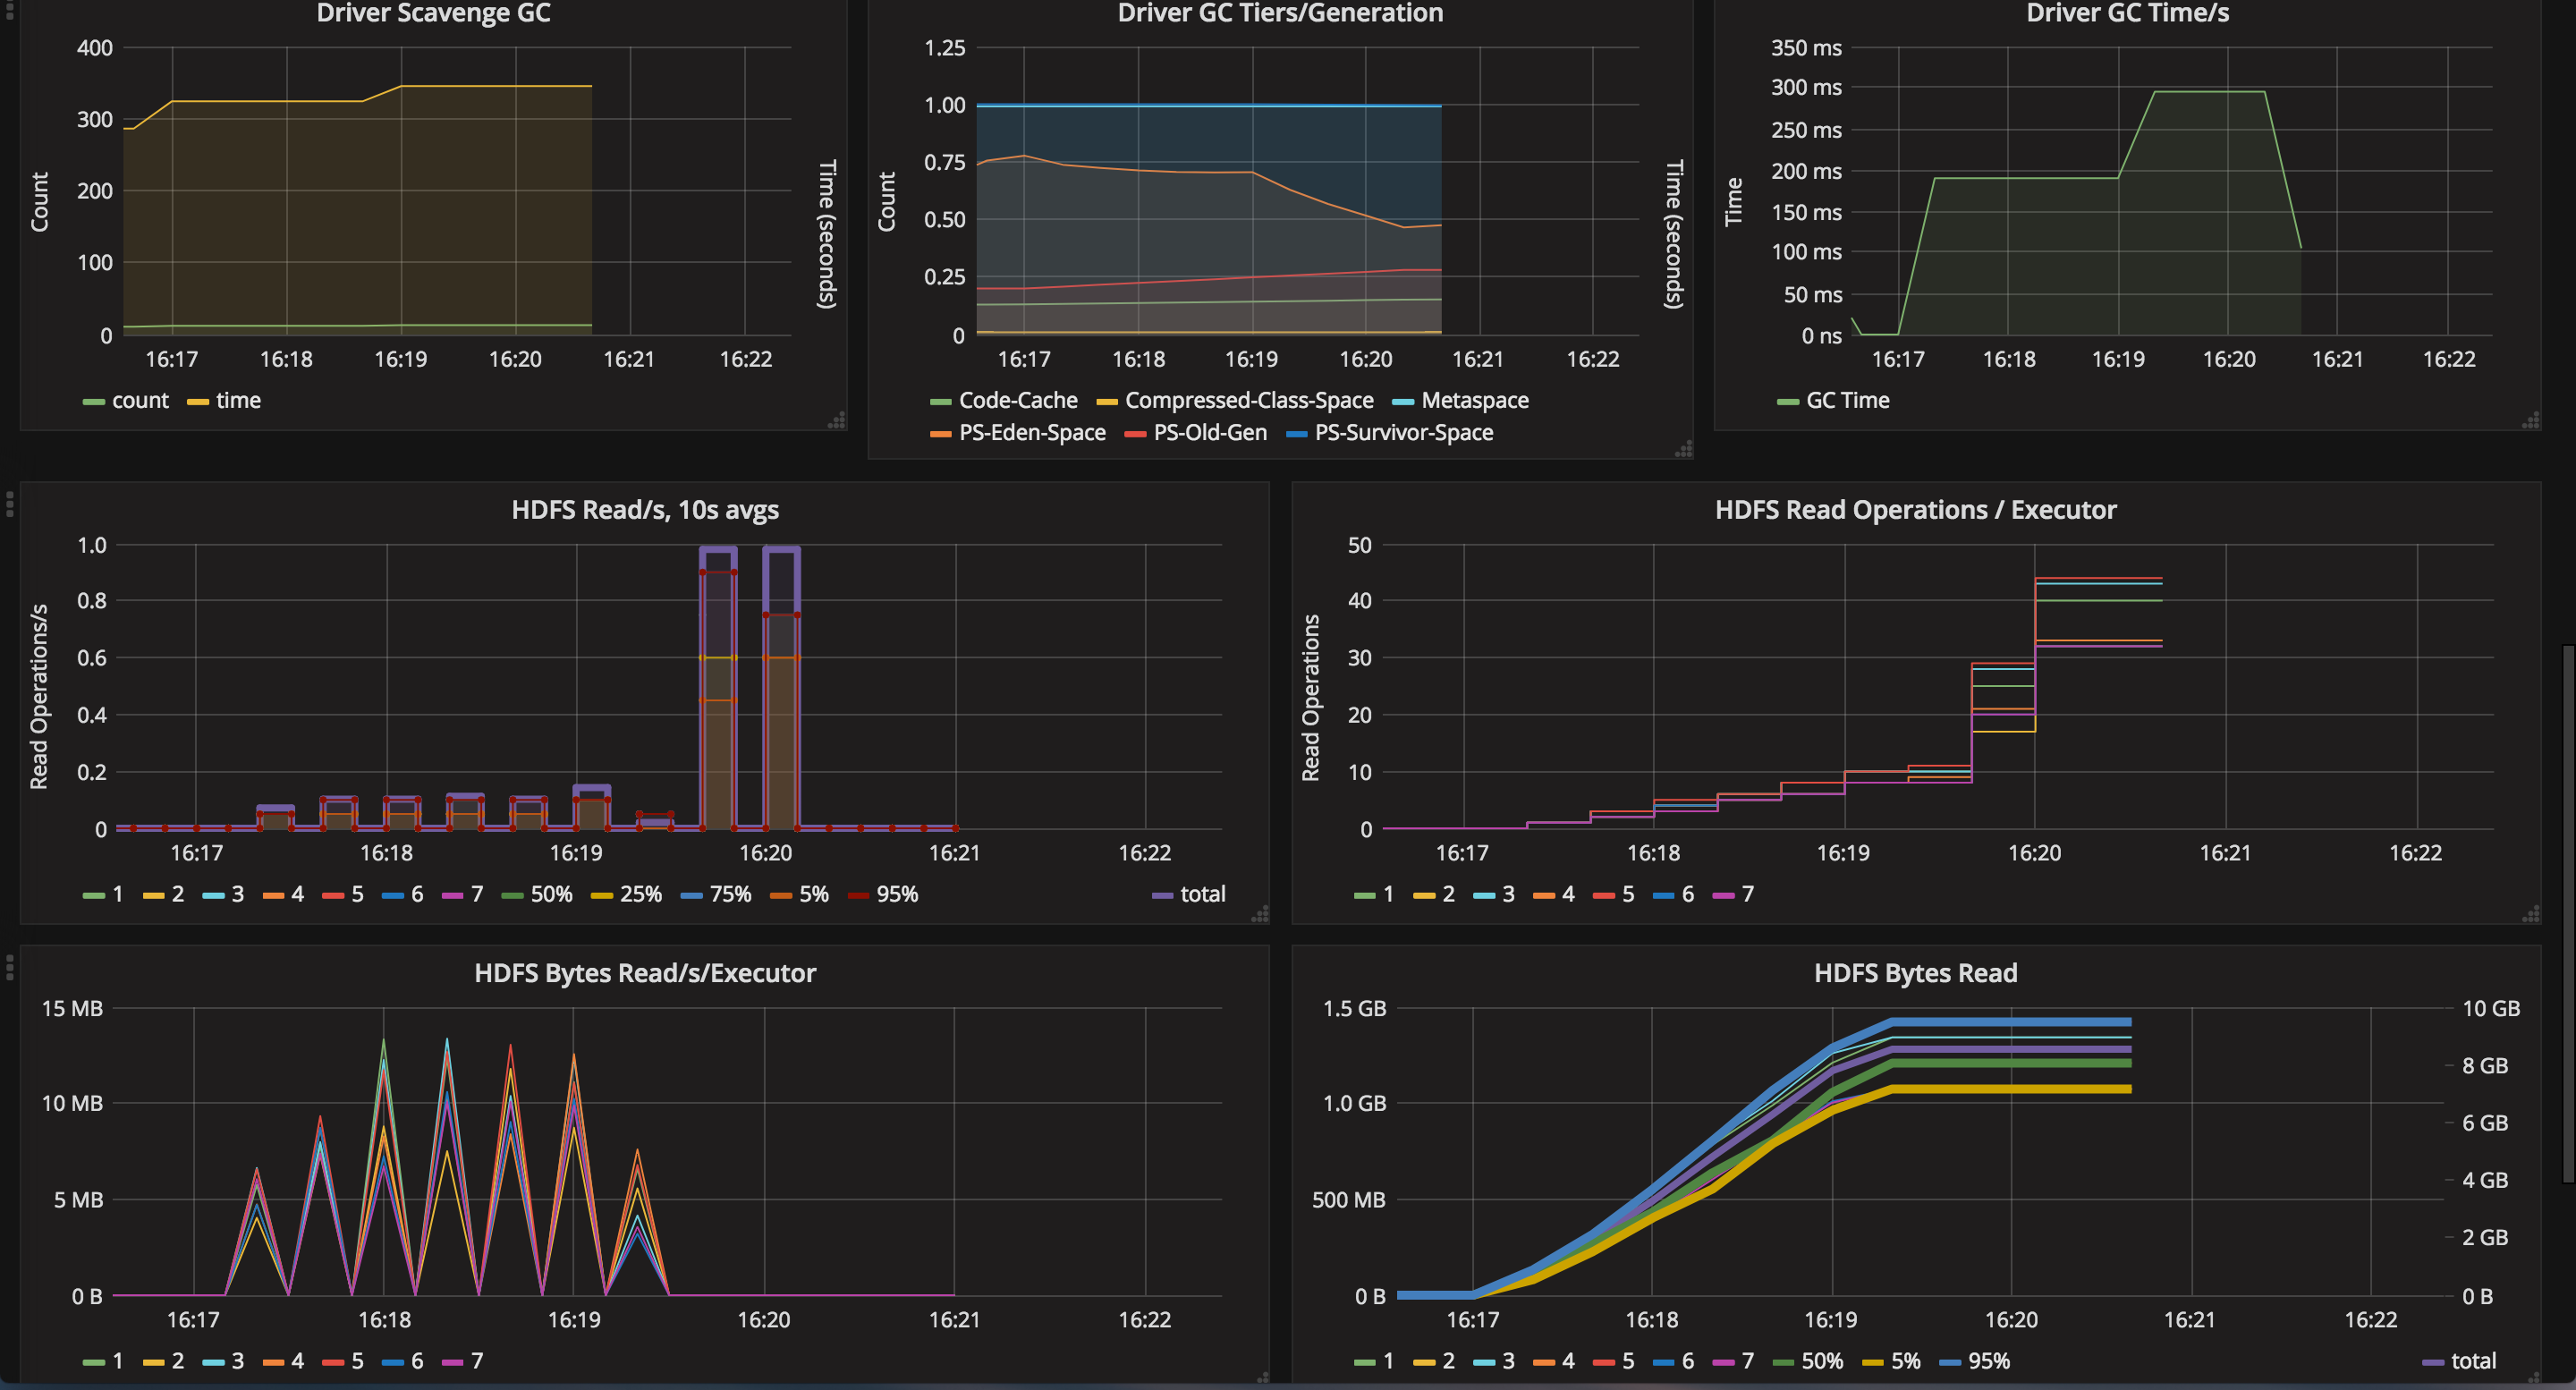 Driver Scavenge GC
400
300
200
100
0
Count
Time (seconds)
16:17 16:18 16:19 16:20 16:21 16:22
count time
Driver GC Tiers/Generation
1.25
1.00
0.75
0.50
0.25
0
Count
Time (seconds)
16:17 16:18 16:19 16:20 16:21 16:22
Code-Cache Compressed-Class-Space Metaspace
PS-Eden-Space PS-Old-Gen PS-Survivor-Space
Driver GC Time/s
350 ms
300 ms
250 ms
200 ms
150 ms
100 ms
50 ms
0 ns
Time
16:17 16:18 16:19 16:20 16:21 16:22
GC Time
HDFS Read/s, 10s avgs
1.0
0.8
0.6
0.4
0.2
0
Read Operations/s
16:17 16:18 16:19 16:20 16:21 16:22
1 2 3 4 5 6 7 50% 25% 75% 5% 95% total
HDFS Read Operations / Executor
50
40
30
20
10
0
Read Operations
16:17 16:18 16:19 16:20 16:21 16:22
1 2 3 4 5 6 7
HDFS Bytes Read/s/Executor
15 MB
10 MB
5 MB
0 B
16:17 16:18 16:19 16:20 16:21 16:22
1 2 3 4 5 6 7
HDFS Bytes Read
1.5 GB
1.0 GB
500 MB
0 B
10 GB
8 GB
6 GB
4 GB
2 GB
0 B
16:17 16:18 16:19 16:20 16:21 16:22
1 2 3 4 5 6 7 50% 5% 95% total